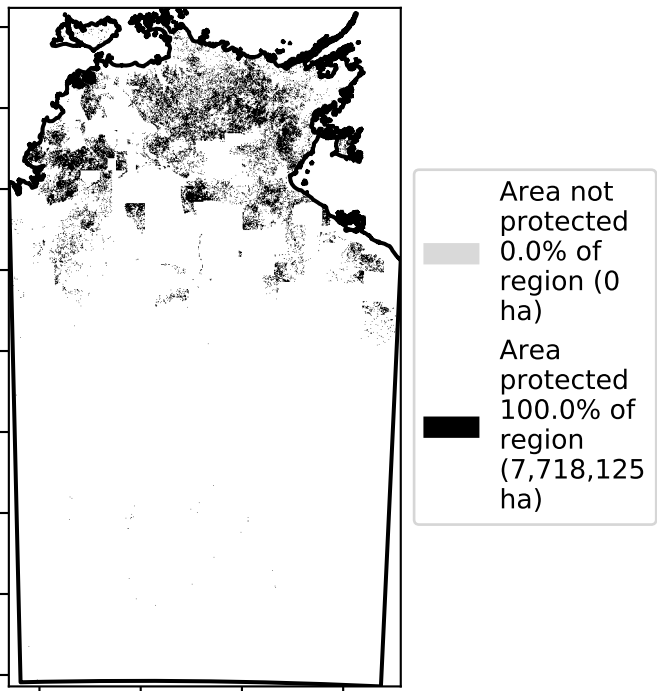 Area not
protected
0.0% of
region (0
ha)
Area
protected
100.0% of
region
(7,718,125
ha)